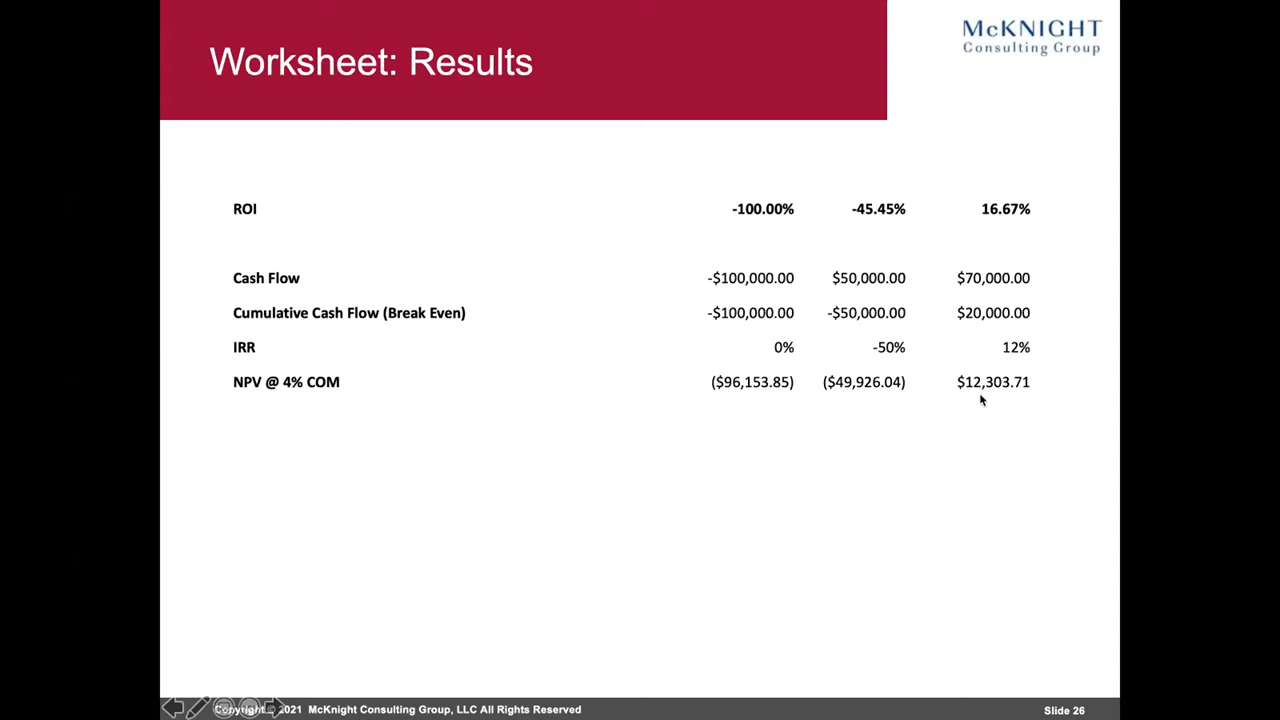 McKNIGHT
Consulting Group
Worksheet: Results
ROI -100.00% -45.45% 16.67%
Cash Flow -$100,000.00 $50,000.00 $70,000.00
Cumulative Cash Flow (Break Even) -$100,000.00 -$50,000.00 $20,000.00
IRR 0% -50% 12%
NPV @ 4% COM ($96,153.85) ($49,926.04) $12,303.71
Copyright © 2021 McKnight Consulting Group, LLC All Rights Reserved Slide 26